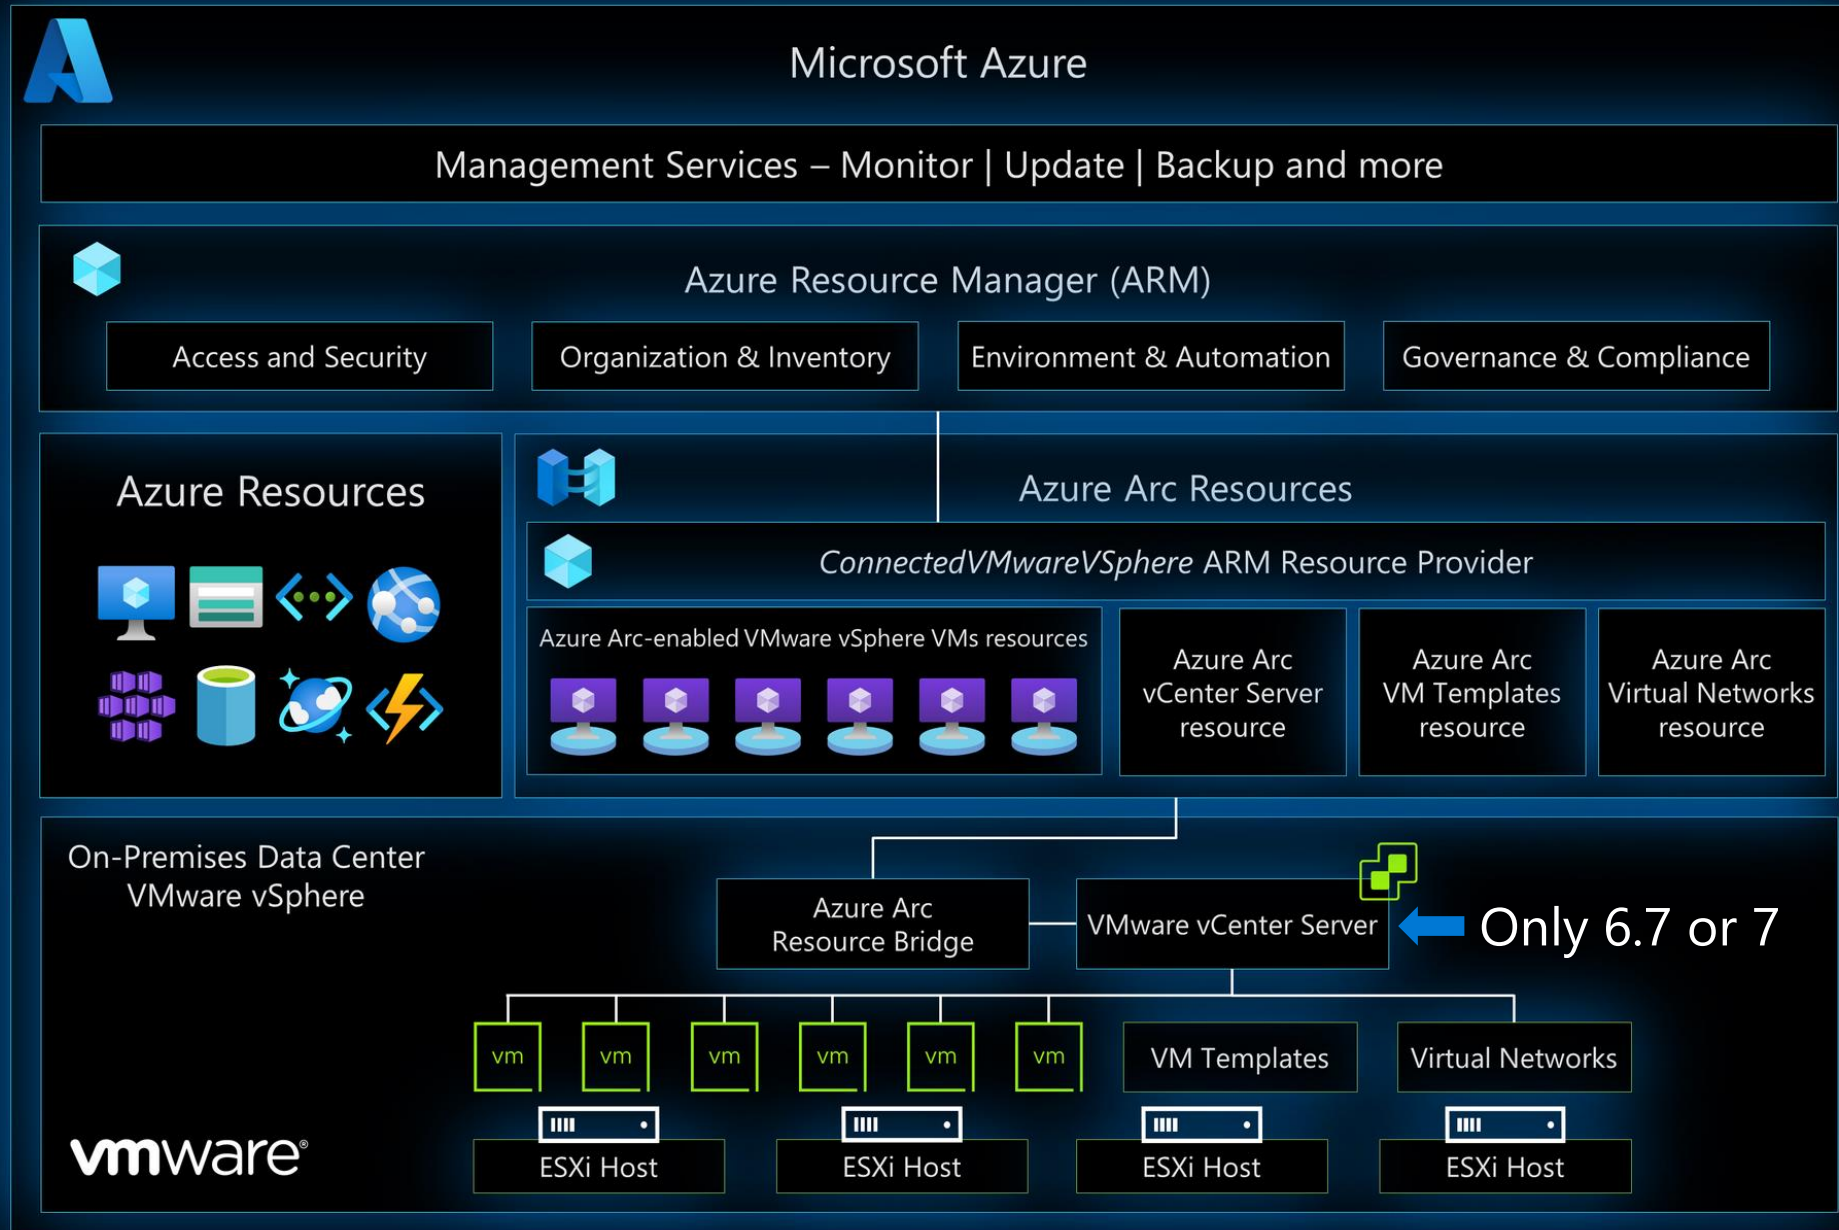 Microsoft Azure
Management Services – Monitor | Update | Backup and more
Azure Resource Manager (ARM)
Access and Security
Organization & Inventory
Environment & Automation
Governance & Compliance
Azure Resources
Azure Arc Resources
ConnectedVMwareVSphere ARM Resource Provider
Azure Arc-enabled VMware vSphere VMs resources
Azure Arc
vCenter Server
resource
Azure Arc
VM Templates
resource
Azure Arc
Virtual Networks
resource
On-Premises Data Center
VMware vSphere
Azure Arc
Resource Bridge
VMware vCenter Server
Only 6.7 or 7
vm
vm
vm
vm
vm
vm
VM Templates
Virtual Networks
vmware®
ESXi Host
ESXi Host
ESXi Host
ESXi Host